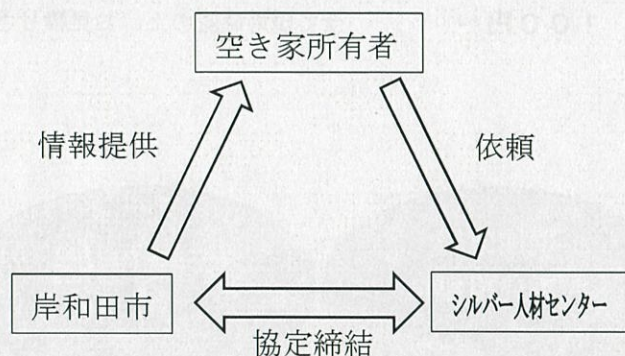 空き家所有者
情報提供
依頼
岸和田市
シルバー人材センター
協定締結